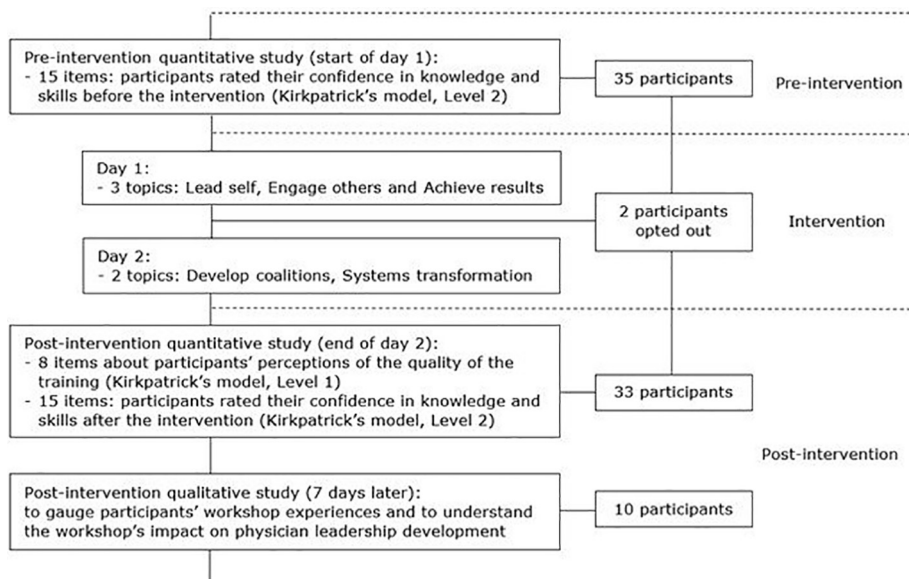 Pre-intervention quantitative study (start of day 1):
- 15 items: participants rated their confidence in knowledge and
skills before the intervention (Kirkpatrick's model, Level 2)
35 participants
Pre-intervention
Day 1:
- 3 topics: Lead self, Engage others and Achieve results
2 participants
opted out
Intervention
Day 2:
- 2 topics: Develop coalitions, Systems transformation
Post-intervention quantitative study (end of day 2):
- 8 items about participants' perceptions of the quality of the
training (Kirkpatrick's model, Level 1)
- 15 items: participants rated their confidence in knowledge and
skills after the intervention (Kirkpatrick's model, Level 2)
33 participants
Post-intervention
Post-intervention qualitative study (7 days later):
to gauge participants' workshop experiences and to understand
the workshop's impact on physician leadership development
10 participants